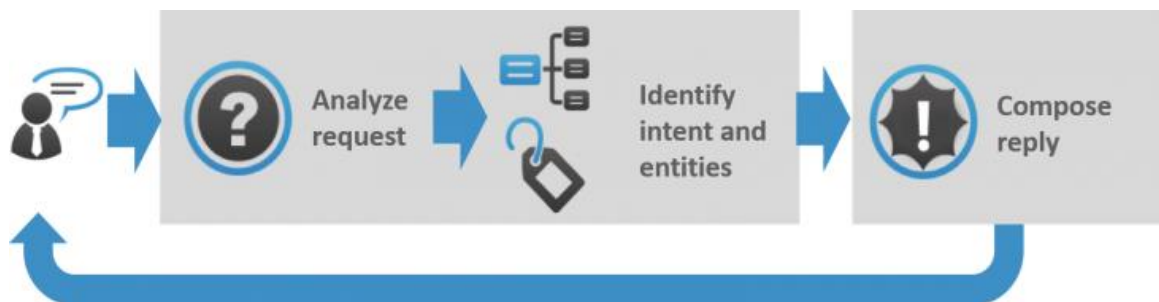 Analyze
request
Identify
intent and
entities
Compose
reply